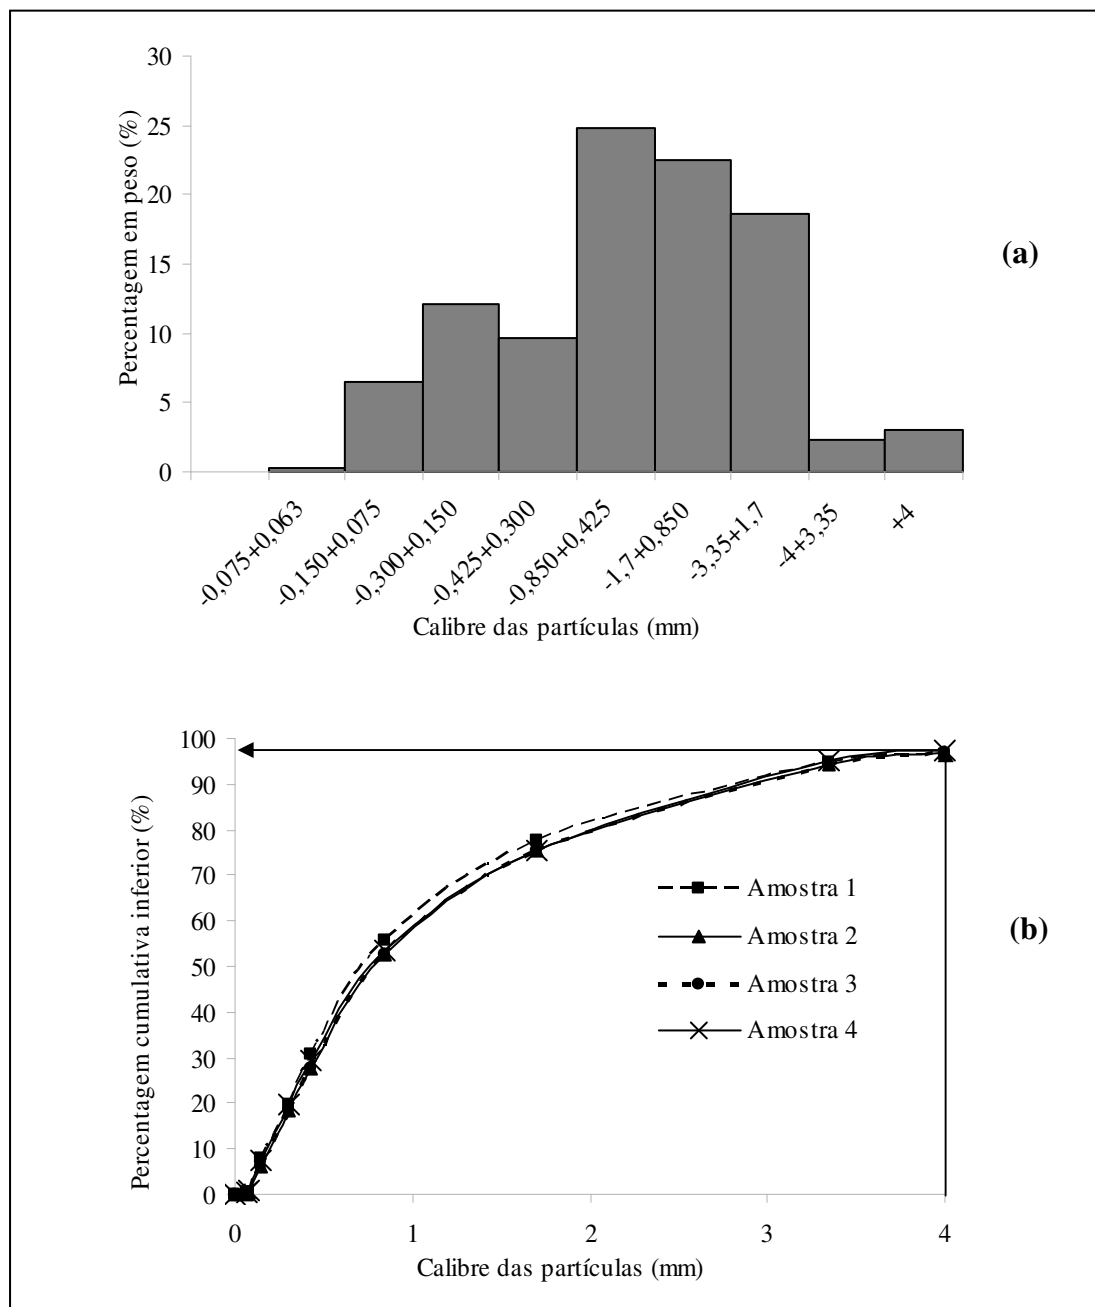 30
25
20
15
10
5
0
Percentagem em peso (%)
(a)
-0,075+0,063
-0,150+0,075
-0,300+0,150
-0,425+0,300
-0,850+0,425
-1,7+0,850
-3,35+1,7
-4+3,35
+4
Calibre das partículas (mm)
100
90
80
70
60
50
40
30
20
10
0
Percentagem cumulativa inferior (%)
Amostra 1
Amostra 2
Amostra 3
Amostra 4
(b)
0 1 2 3 4
Calibre das partículas (mm)